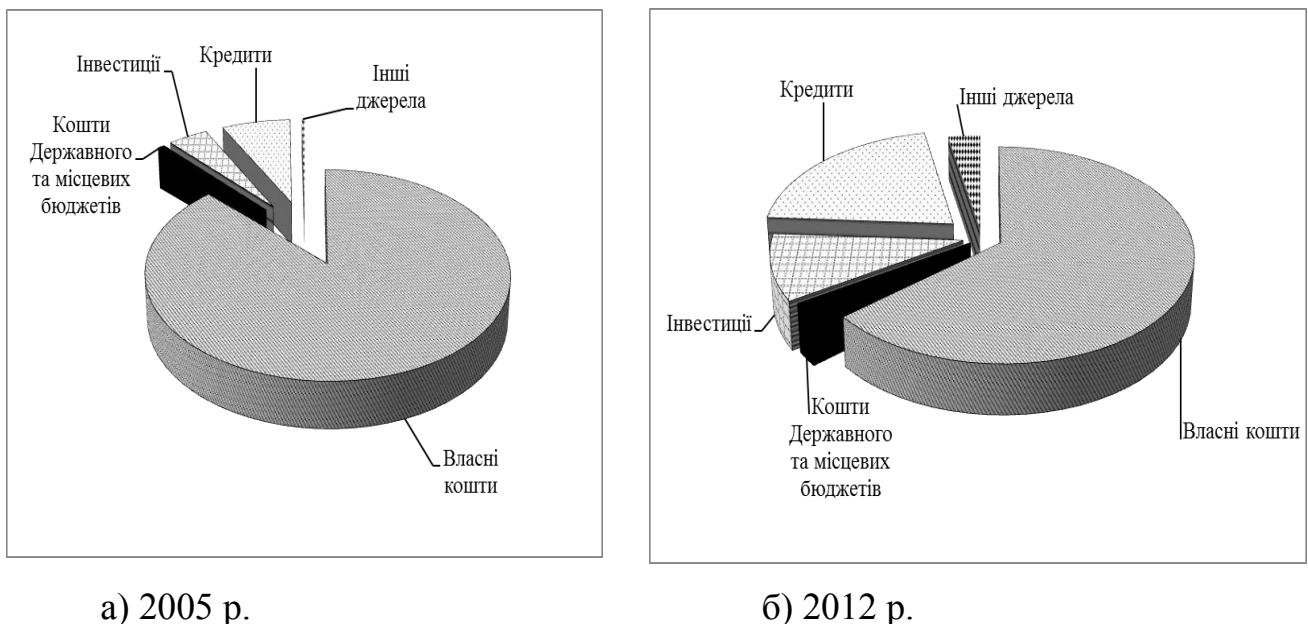 Інвестиції
Кредити
Інші
джерела
Кошти
Державного
та місцевих
бюджетів
Власні
кошти
Кредити
Інші джерела
Інвестиції
Кошти
Державного
та місцевих
бюджетів
Власні кошти
а) 2005 р.
б) 2012 р.